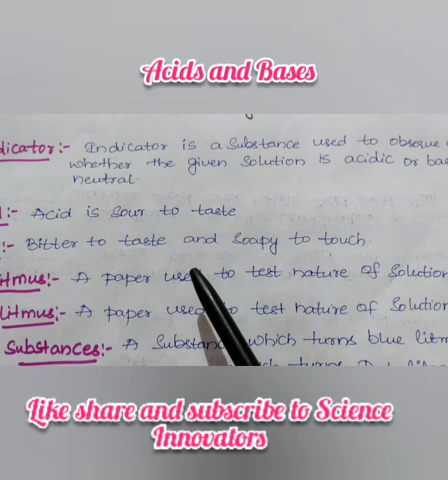 Acids and Bases
dicator:- Indicator is a Substance used to observe
whether the given Solution is acidic or ba
neutral.
:- Acid is Sour to taste
:- Bitter to taste and Soapy to touch.
itmus:- A paper used to test nature of Solution
Litmus:- A paper used to test nature of Solution
Substances:- A Substance which turns blue litm
Like share and subscribe to Science
Innovators